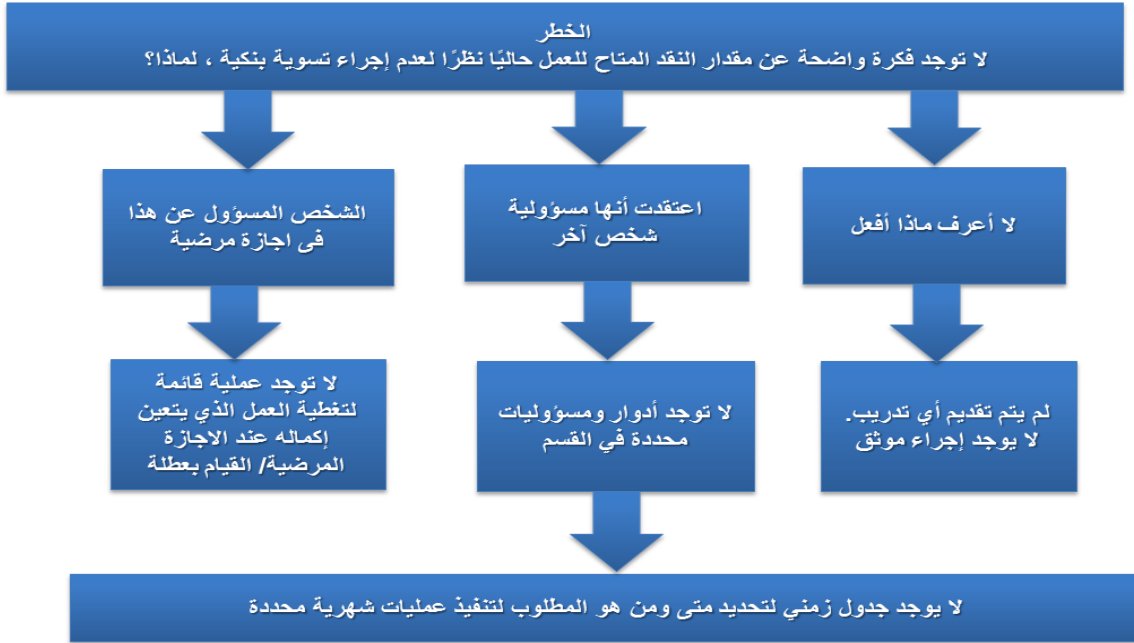 الخطر
لا توجد فكرة واضحة عن مقدار النقد المتاح للعمل حاليًا نظرًا لعدم إجراء تسوية بنكية ، لماذا؟
لا أعرف ماذا أفعل
اعتقدت أنها مسؤولية
شخص آخر
الشخص المسؤول عن هذا
فى اجازة مرضية
لم يتم تقديم أي تدريب.
لا يوجد إجراء موثق
لا توجد أدوار ومسؤوليات
محددة في القسم
لا توجد عملية قائمة
لتغطية العمل الذي يتعين
إكماله عند الاجازة
المرضية/ القيام بعطلة
لا يوجد جدول زمني لتحديد متى ومن هو المطلوب لتنفيذ عمليات شهرية محددة